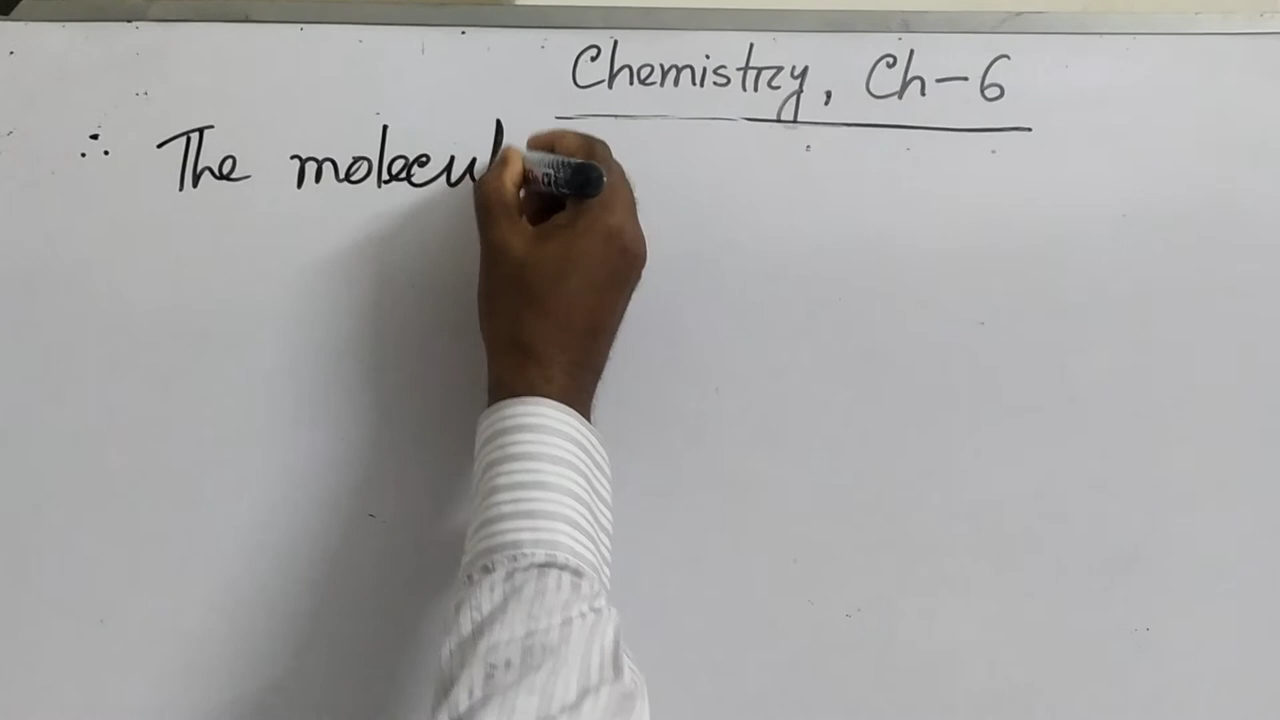 Chemistry, Ch-6
∴ The molecul